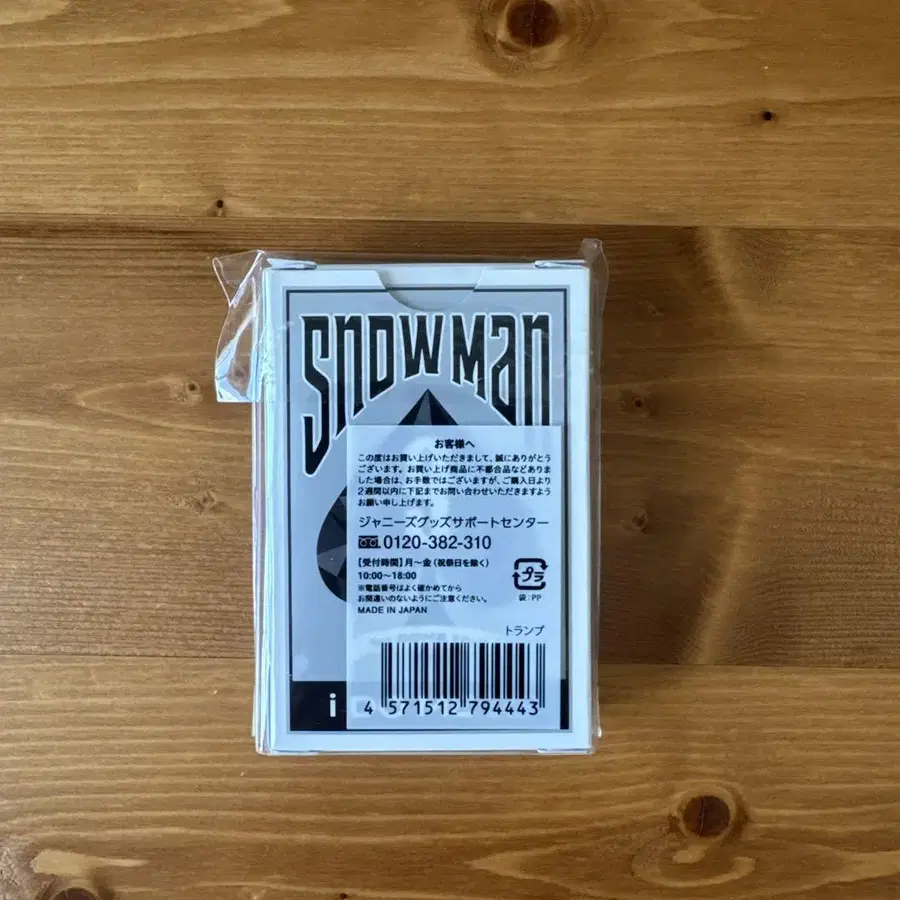 Snow Man
お客様へ
この度はお買い上げいただきまして、誠にありがとう
ございます。お買い上げ商品に不都合品などありま
した場合は、お手数ではございますが、ご購入日より
2週間以内に下記までお問い合わせいただきますよう
お願い申し上げます。
ジャニーズグッズサポートセンター
0120-382-310
【受付時間】月~金（祝祭日を除く）
10:00~18:00
※電話番号はよく確かめてから
お間違いのないようにご注意ください。
MADE IN JAPAN
プラ
袋:PP
トランプ
i
4 571512 794443